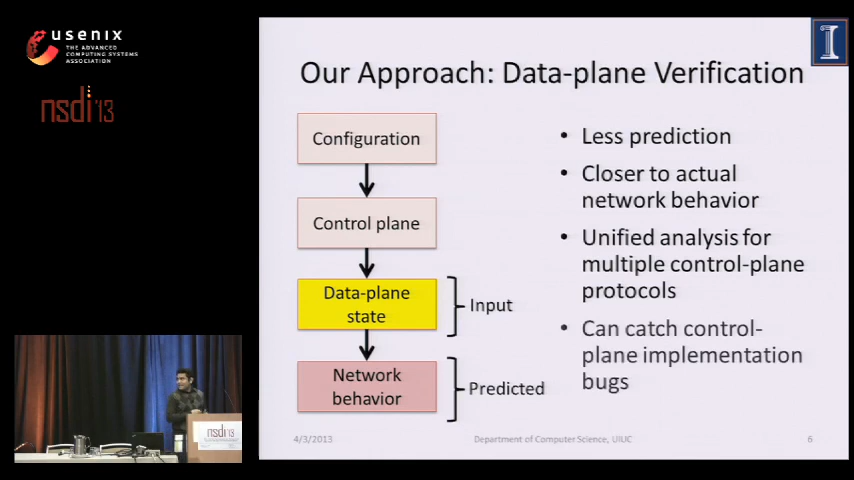 usenix
THE ADVANCED
COMPUTING SYSTEMS
ASSOCIATION
nsdi '13
I
Our Approach: Data-plane Verification
Configuration
Control plane
Data-plane
state
Input
Network
behavior
Predicted
• Less prediction
• Closer to actual
network behavior
• Unified analysis for
multiple control-plane
protocols
• Can catch control-
plane implementation
bugs
nsdi'13
4/3/2013
Department of Computer Science, UIUC
6